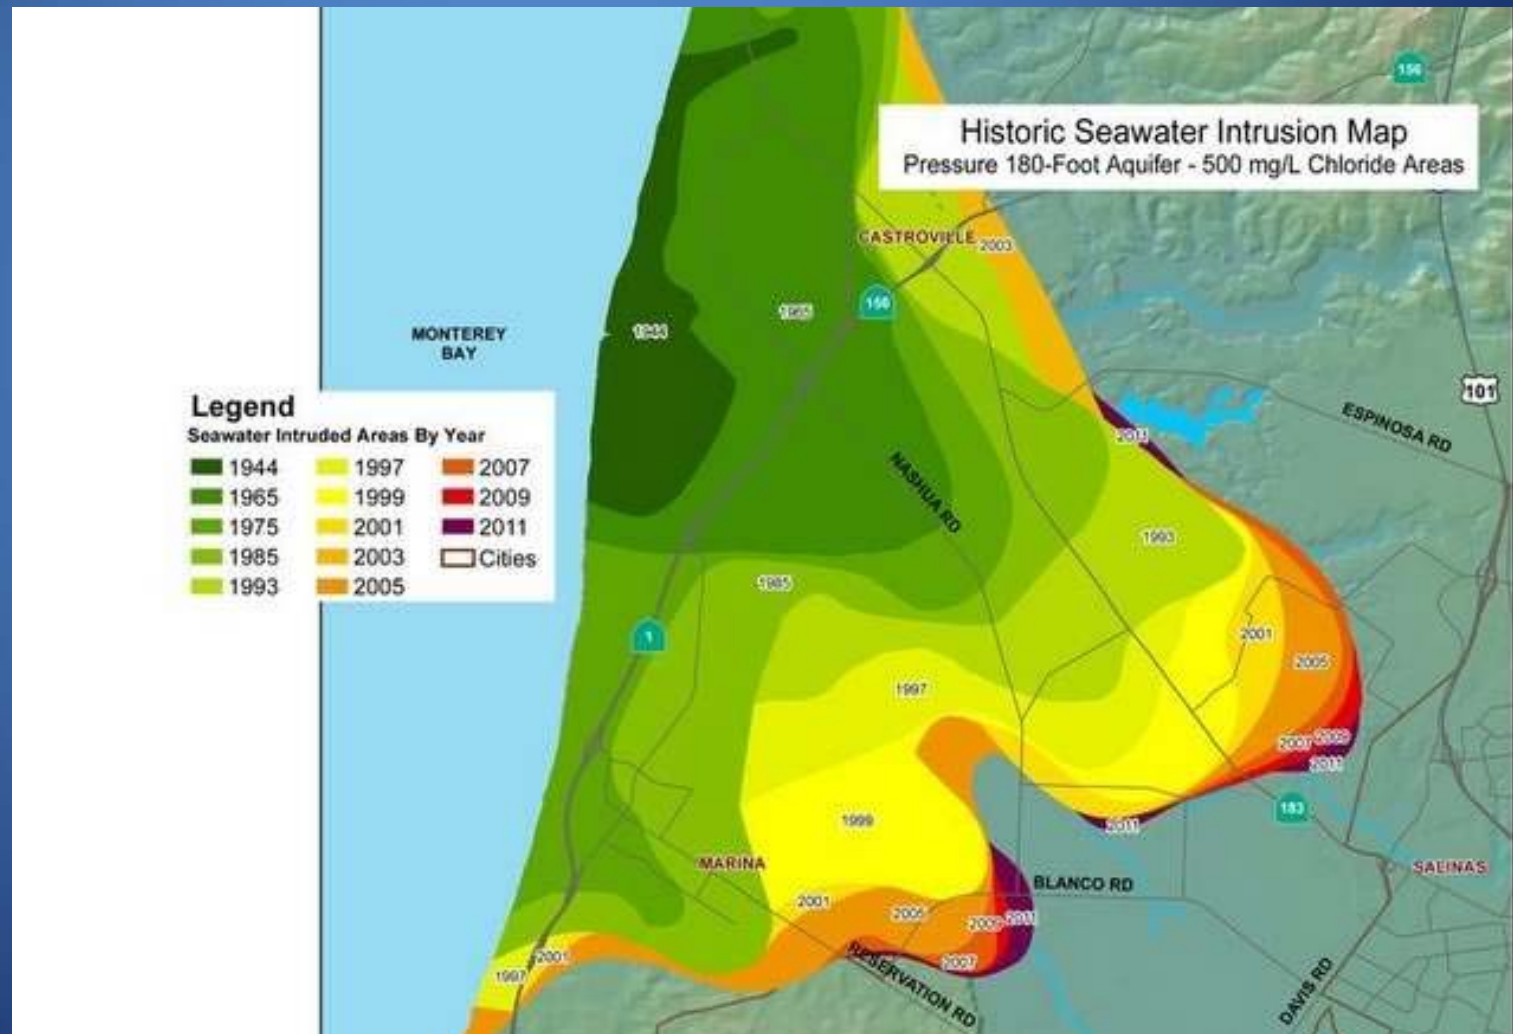 156
Historic Seawater Intrusion Map
Pressure 180-Foot Aquifer - 500 mg/L Chloride Areas
CASTROVILLE
2003
156
1965
1944
MONTEREY
BAY
101
Legend
Seawater Intruded Areas By Year
1944
1965
1975
1985
1993
1997
1999
2001
2003
2005
2007
2009
2011
Cities
ESPINOSA RD
2011
NASHUA RD
1993
1985
1
2001
2005
1997
2007
2009
2011
183
1999
2011
MARINA
SALINAS
BLANCO RD
2001
2005
2009
2011
2001
2007
1997
RESERVATION RD
DAVIS RD